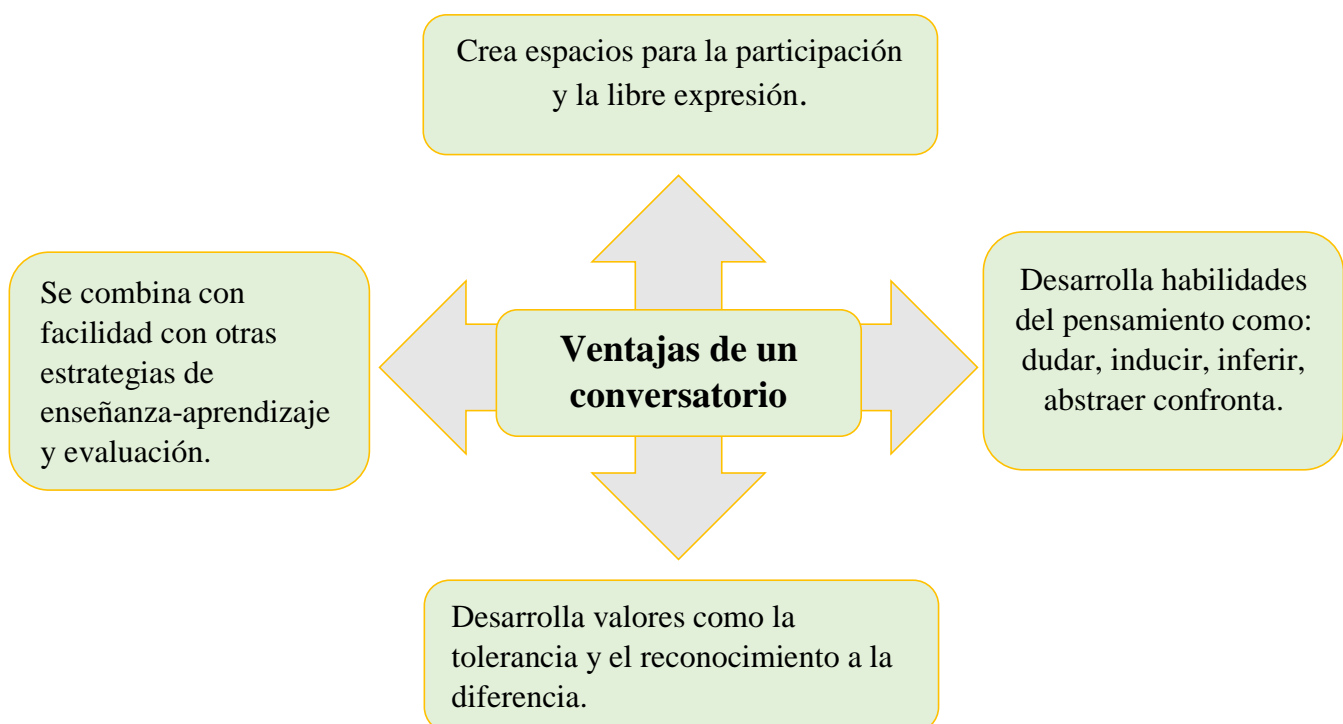 Crea espacios para la participación
y la libre expresión.
Se combina con
facilidad con otras
estrategias de
enseñanza-aprendizaje
y evaluación.
Ventajas de un
conversatorio
Desarrolla habilidades
del pensamiento como:
dudar, inducir, inferir,
abstraer confronta.
Desarrolla valores como la
tolerancia y el reconocimiento a la
diferencia.